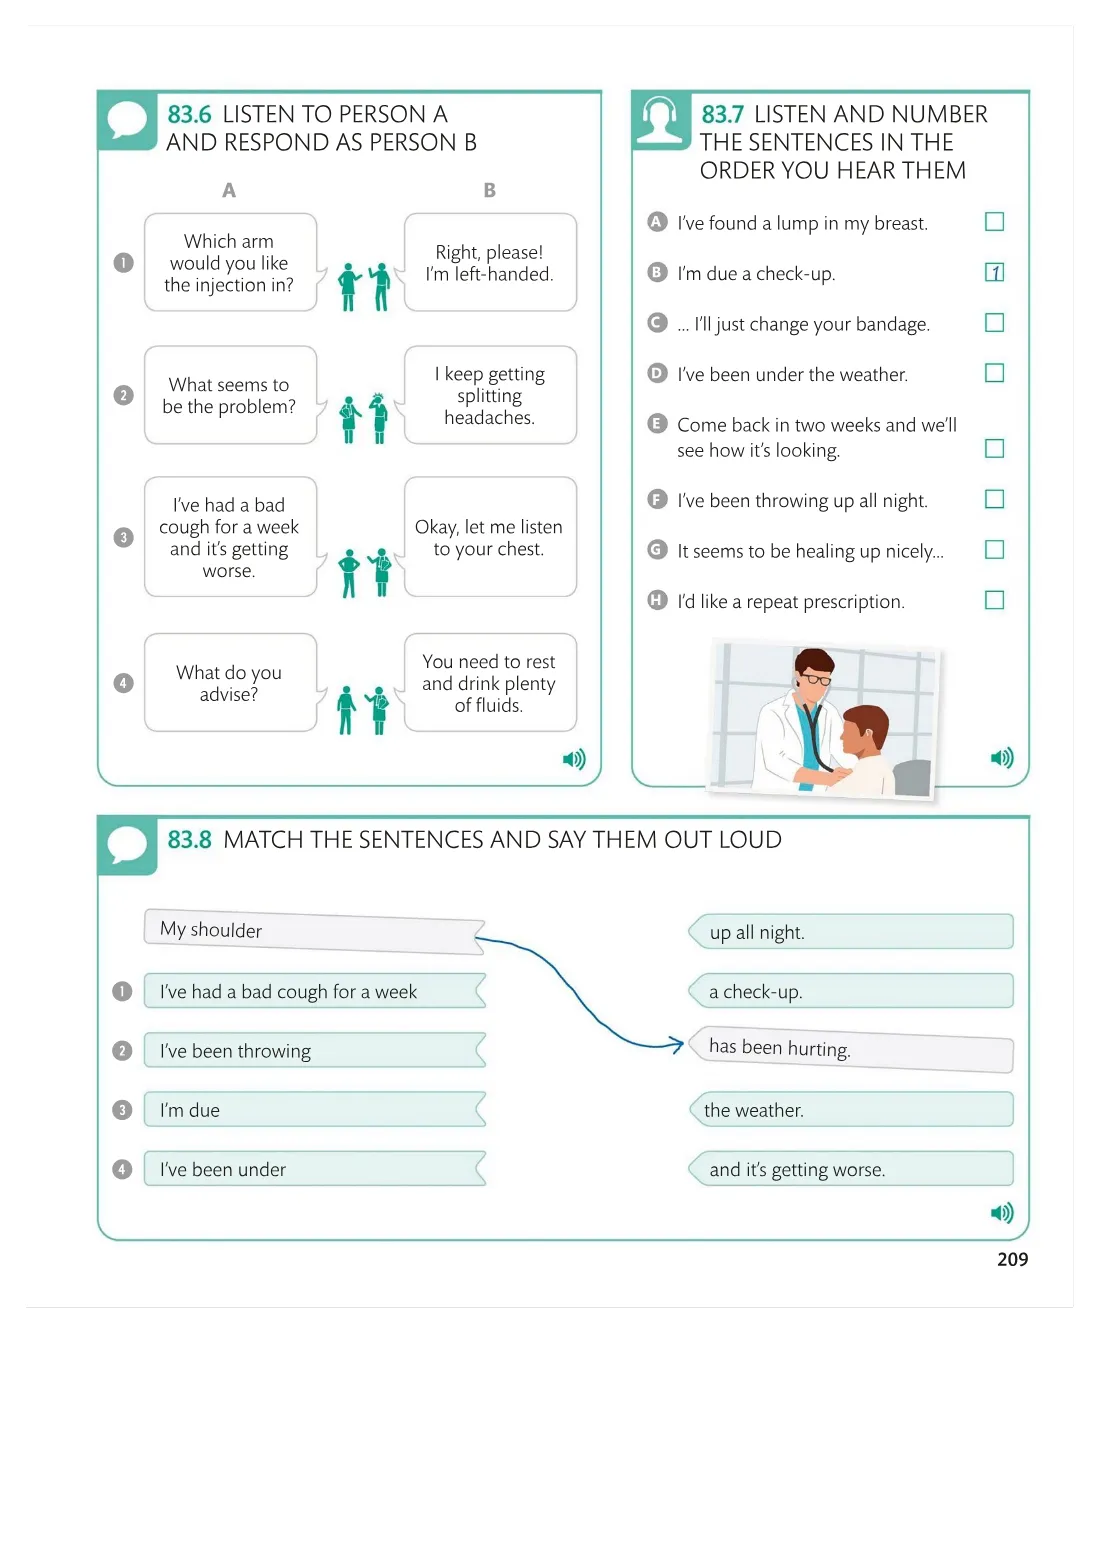 83.6 LISTEN TO PERSON A
AND RESPOND AS PERSON B
A
B
1
Which arm
would you like
the injection in?
Right, please!
I'm left-handed.
2
What seems to
be the problem?
I keep getting
splitting
headaches.
3
I've had a bad
cough for a week
and it's getting
worse.
Okay, let me listen
to your chest.
4
What do you
advise?
You need to rest
and drink plenty
of fluids.
83.7 LISTEN AND NUMBER
THE SENTENCES IN THE
ORDER YOU HEAR THEM
A I've found a lump in my breast.
B I'm due a check-up. 1
C ... I'll just change your bandage.
D I've been under the weather.
E Come back in two weeks and we'll
see how it's looking.
F I've been throwing up all night.
G It seems to be healing up nicely...
H I'd like a repeat prescription.
83.8 MATCH THE SENTENCES AND SAY THEM OUT LOUD
My shoulder
up all night.
1 I've had a bad cough for a week
a check-up.
2 I've been throwing
has been hurting.
3 I'm due
the weather.
4 I've been under
and it's getting worse.
209